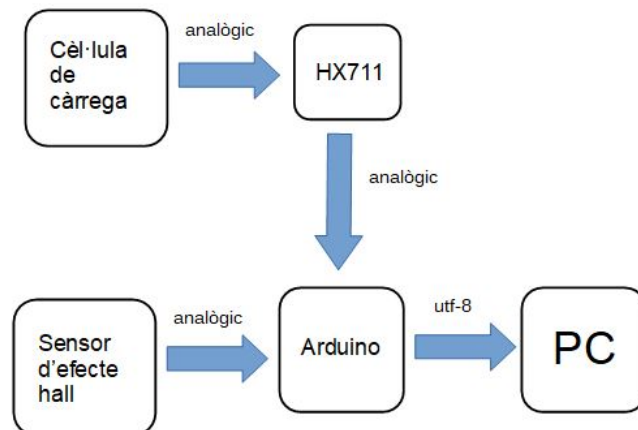 Cèl·lula
de
càrrega
analògic
HX711
analògic
Sensor
d'efecte
hall
analògic
Arduino
utf-8
PC